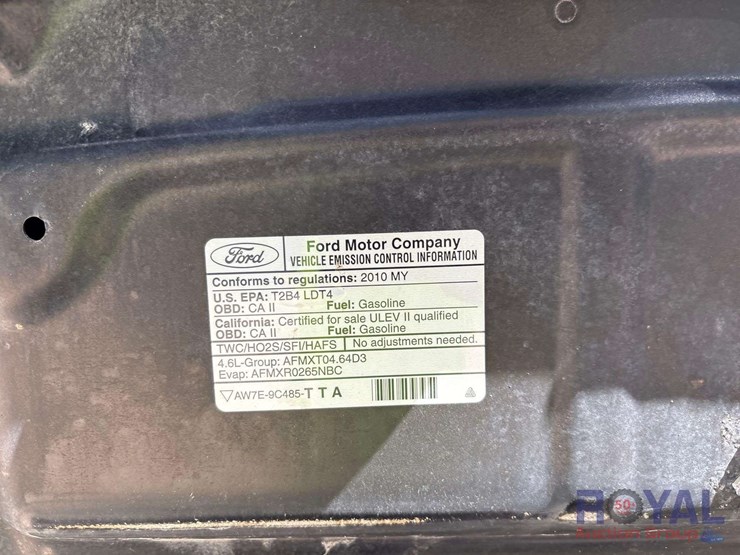 Ford
Ford Motor Company
VEHICLE EMISSION CONTROL INFORMATION
Conforms to regulations: 2010 MY
U.S. EPA: T2B4 LDT4
OBD: CA II Fuel: Gasoline
California: Certified for sale ULEV II qualified
OBD: CA II Fuel: Gasoline
TWC/HO2S/SFI/HAFS No adjustments needed.
4.6L-Group: AFMXT04.64D3
Evap: AFMXR0265NBC
AW7E-9C485-TTA
ROYAL
50